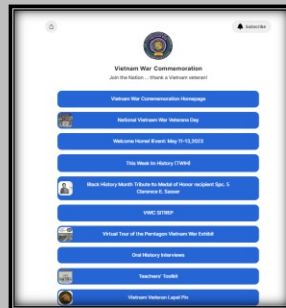 Subscribe
Vietnam War Commemoration
Join the Nation ... thank a Vietnam veteran!
Vietnam War Commemoration Homepage
National Vietnam War Veterans Day
Welcome Home! Event: May 11-13, 2023
This Week In History (TWIH)
Black History Month Tribute to Medal of Honor recipient Spc. 5
Clarence E. Sasser
VWC SITREP
Virtual Tour of the Pentagon Vietnam War Exhibit
Oral History Interviews
Teachers' Toolkit
Vietnam Veteran Lapel Pin